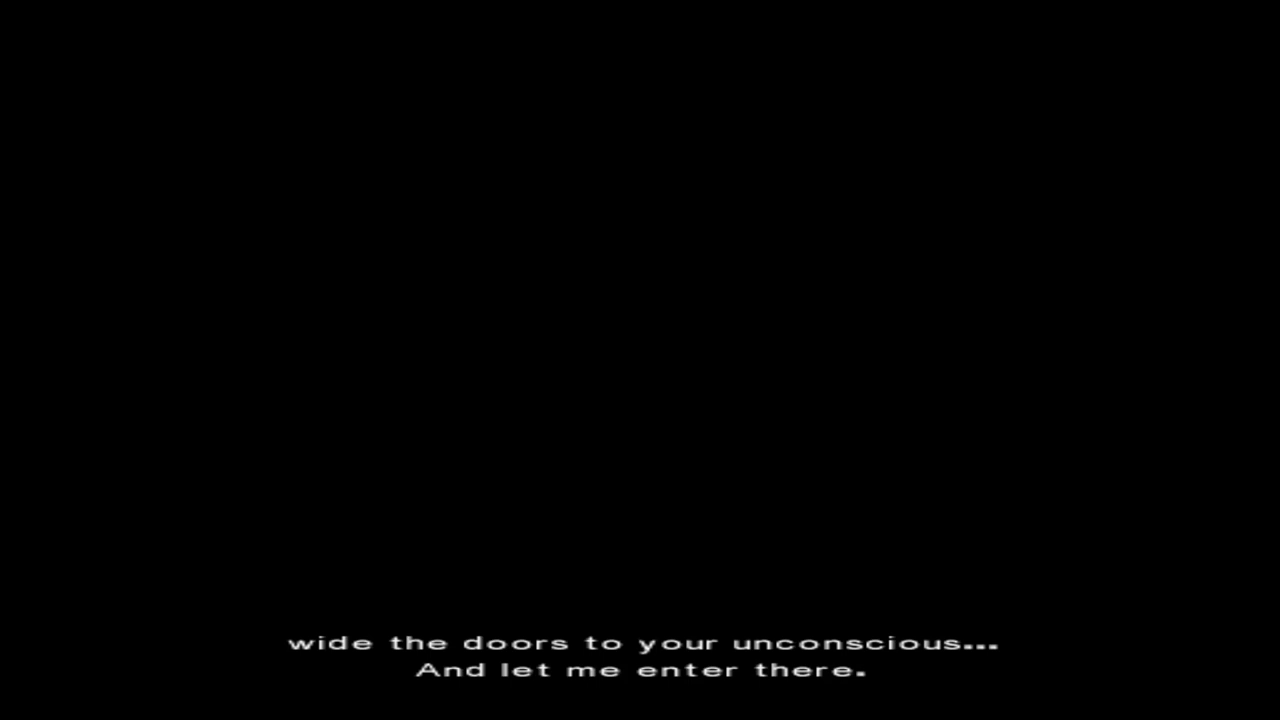 wide the doors to your unconscious...
And let me enter there.